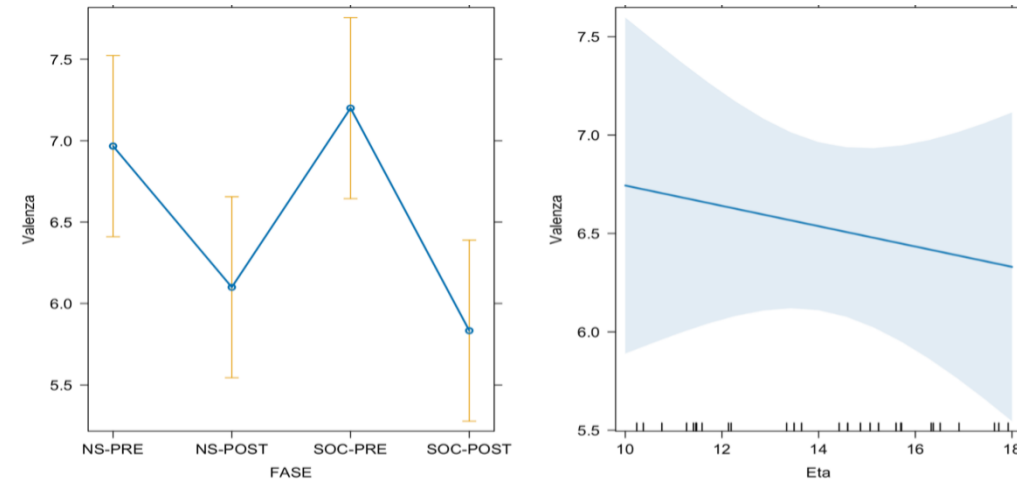 Valenza
7.5
7.0
6.5
6.0
5.5
NS-PRE NS-POST SOC-PRE SOC-POST
FASE
Valenza
7.5
7.0
6.5
6.0
5.5
10 12 14 16 18
Eta